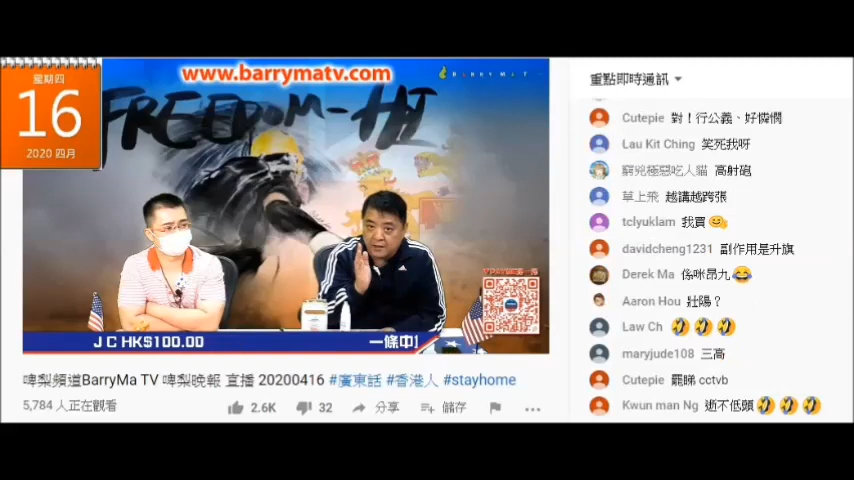 www.barrymatv.com
BARRYMATV
星期四
16
2020 四月
FREEDOM-HI
J C HK$100.00
一條中
啤梨頻道BarryMa TV 啤梨晚報 直播 20200416 #廣東話 #香港人 #stayhome
5,784 人正在觀看
2.6K
32
分享
儲存
重點即時通訊
Cutepie 對！行公義、好憐憫
Lau Kit Ching 笑死我呀
窮兇極惡吃人貓 高射砲
草上飛 越講越跨張
tclyuklam 我買🤗
davidcheng1231 副作用是升旗
Derek Ma 係咪昂九😂
Aaron Hou 壯陽？
Law Ch 🤣🤣🤣
maryjude108 三高
Cutepie 罷睇 cctvb
Kwun man Ng 逝不低頭🤣🤣🤣